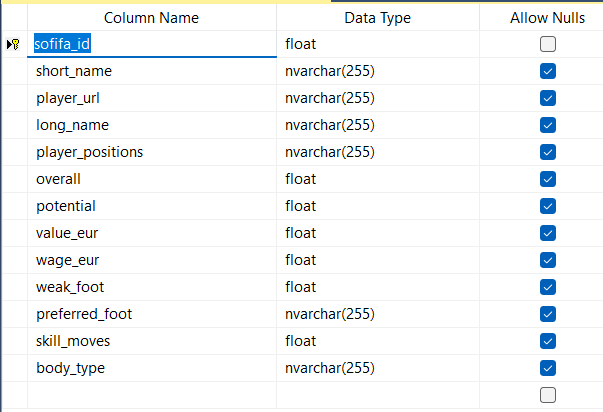 Column Name Data Type Allow Nulls
sofifa_id float
short_name nvarchar(255)
player_url nvarchar(255)
long_name nvarchar(255)
player_positions nvarchar(255)
overall float
potential float
value_eur float
wage_eur float
weak_foot float
preferred_foot nvarchar(255)
skill_moves float
body_type nvarchar(255)